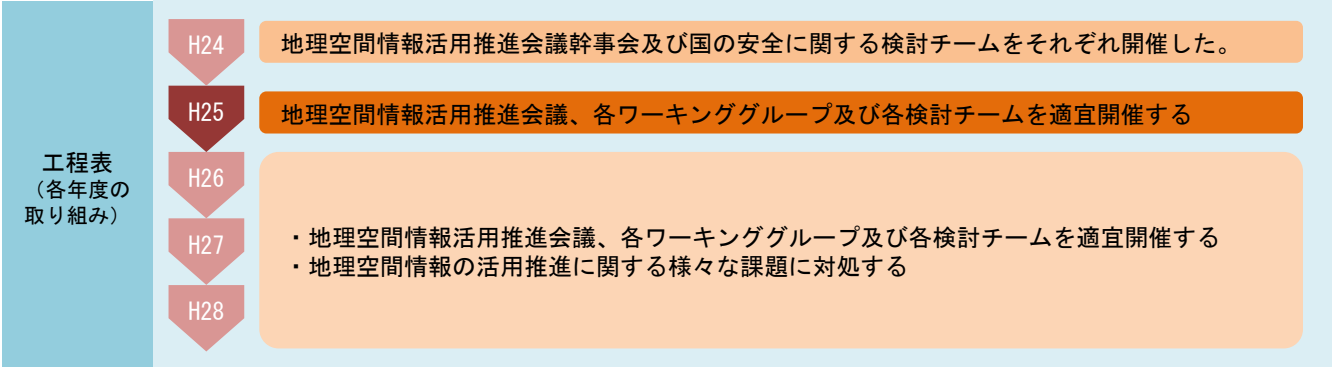 工程表
（各年度の
取り組み）
H24
地理空間情報活用推進会議幹事会及び国の安全に関する検討チームをそれぞれ開催した。
H25
地理空間情報活用推進会議、各ワーキンググループ及び各検討チームを適宜開催する
H26
H27
H28
・地理空間情報活用推進会議、各ワーキンググループ及び各検討チームを適宜開催する
・地理空間情報の活用推進に関する様々な課題に対処する